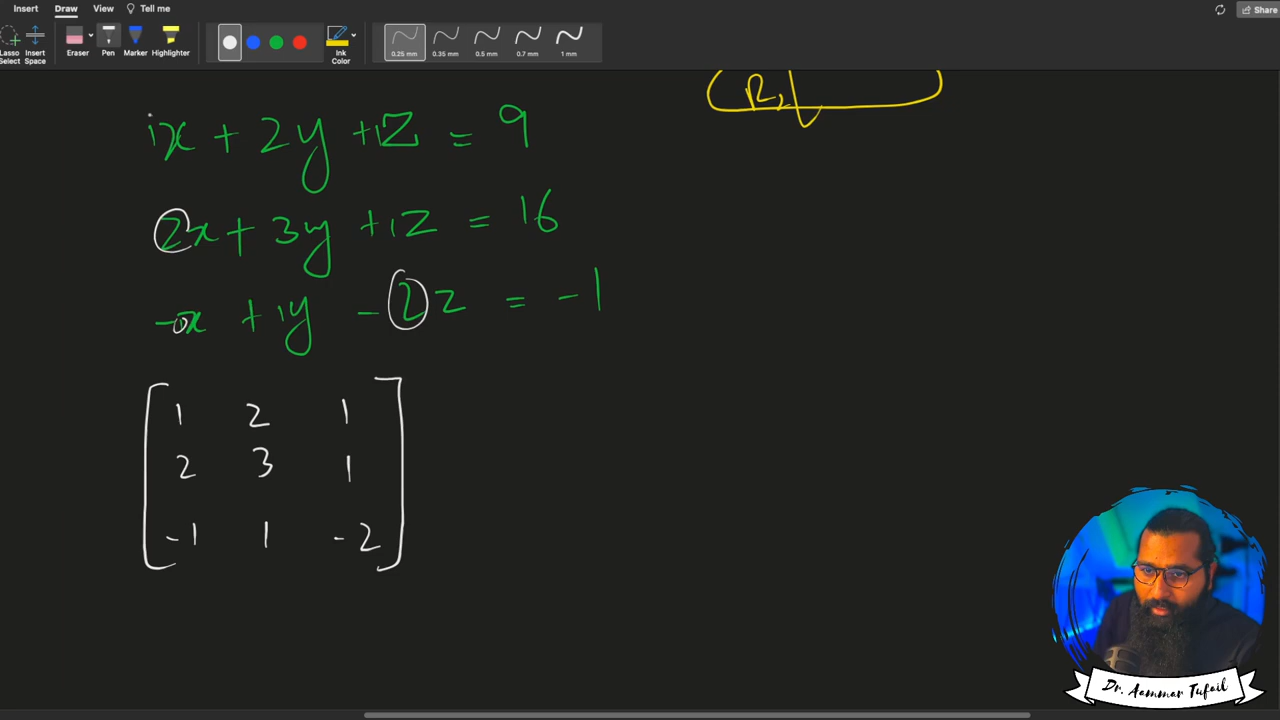 Insert Draw View Tell me Share
Lasso Select Insert Space Eraser Pen Marker Highlighter Ink Color 0.25 mm 0.35 mm 0.5 mm 0.7 mm 1 mm
R₂
1x + 2y + 1z = 9
2x + 3y + 1z = 16
-x + 1y - 2z = -1
1 2 1
2 3 1
-1 1 -2
Dr. Aammar Tufail